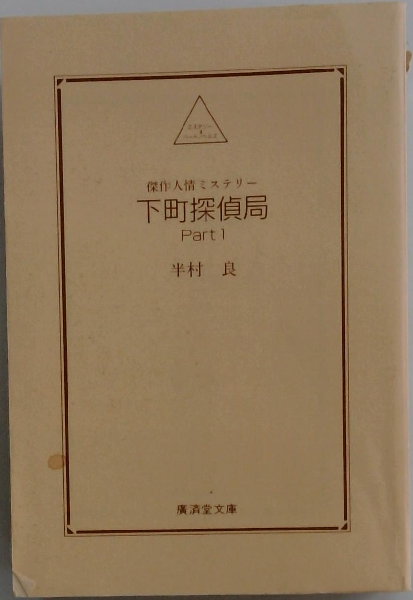 傑作人情ミステリー
下町探偵局
Part 1
半村 良
廣済堂文庫